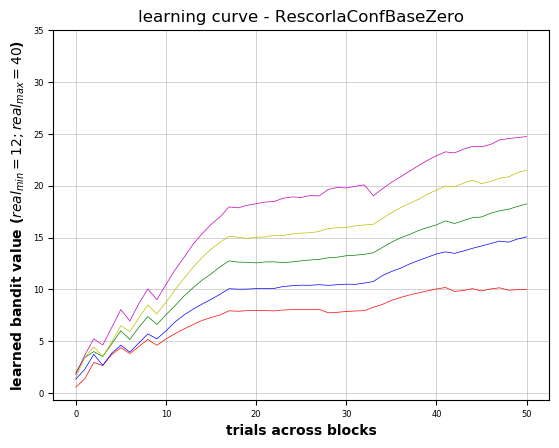 learning curve - RescorlaConfBaseZero
learned bandit value (real_min = 12; real_max = 40)
35
30
25
20
15
10
5
0
0 10 20 30 40 50
trials across blocks